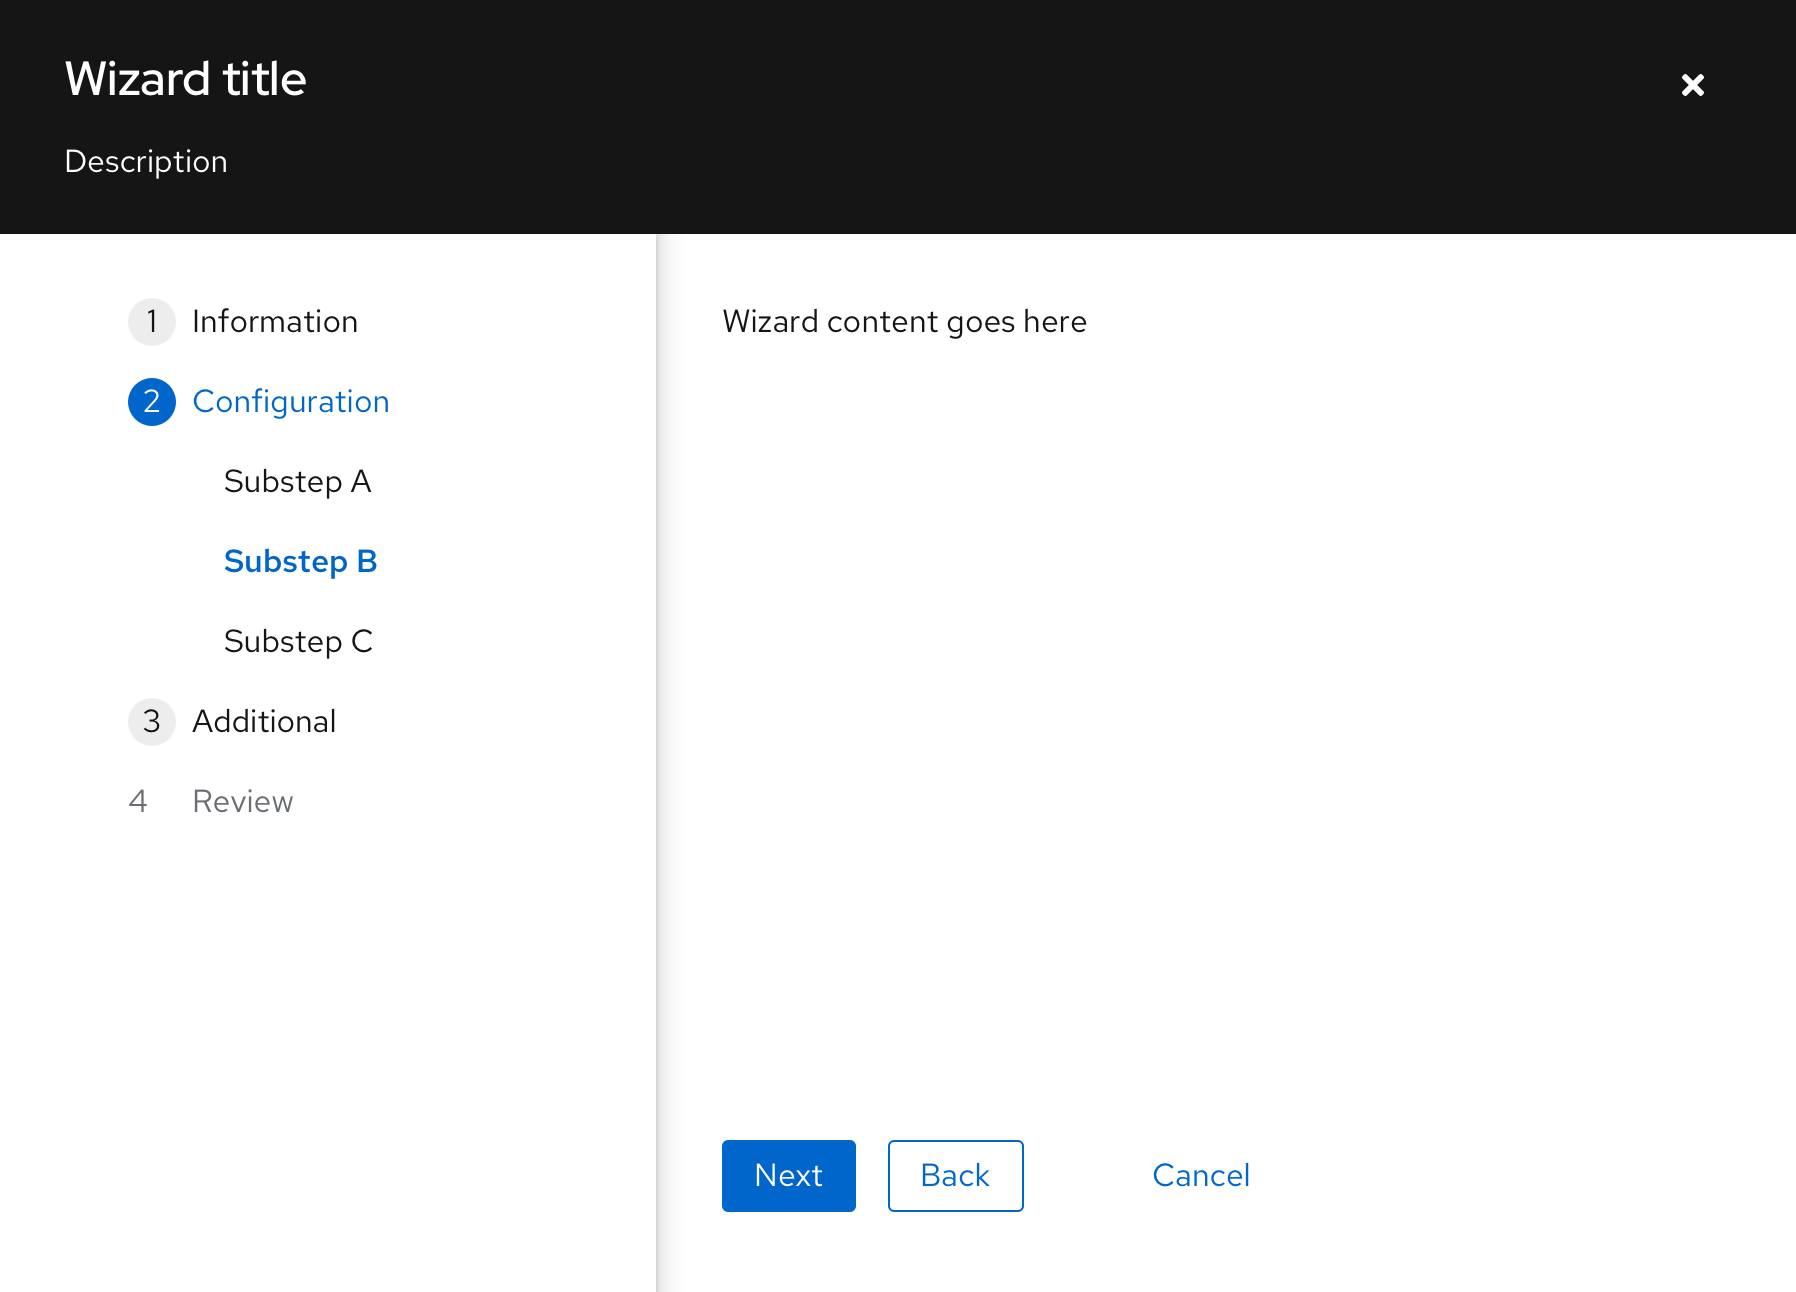 Wizard title
Description
1 Information
2 Configuration
Substep A
Substep B
Substep C
3 Additional
4 Review
Wizard content goes here
Next Back Cancel